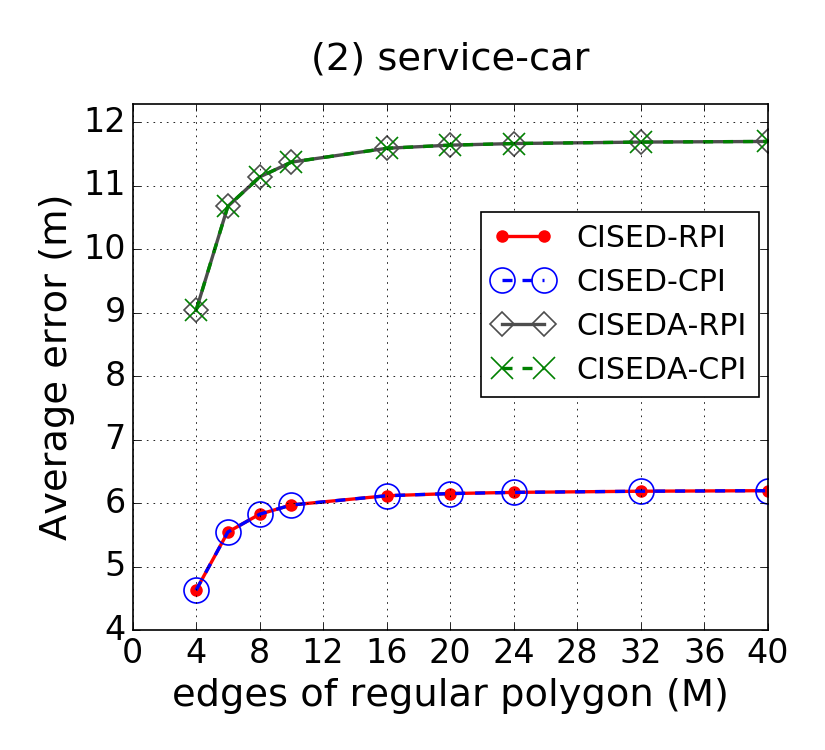 (2) service-car
Average error (m)
12
11
10
9
8
7
6
5
4
CISED-RPI
CISED-CPI
CISEDA-RPI
CISEDA-CPI
0 4 8 12 16 20 24 28 32 36 40
edges of regular polygon (M)